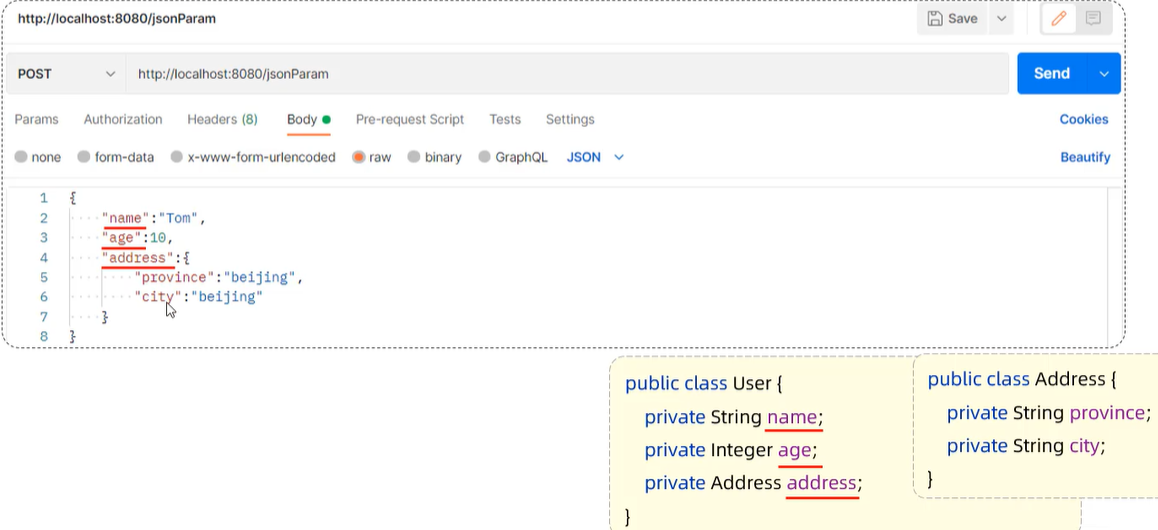 http://localhost:8080/jsonParam
Save
POST
http://localhost:8080/jsonParam
Send
Params Authorization Headers (8) Body Pre-request Script Tests Settings Cookies
none form-data x-www-form-urlencoded raw binary GraphQL JSON Beautify
1 {
2 "name":"Tom",
3 "age":10,
4 "address":{
5 "province":"beijing",
6 "city":"beijing"
7 }
8 }
public class User {
private String name;
private Integer age;
private Address address;
}
public class Address {
private String province;
private String city;
}